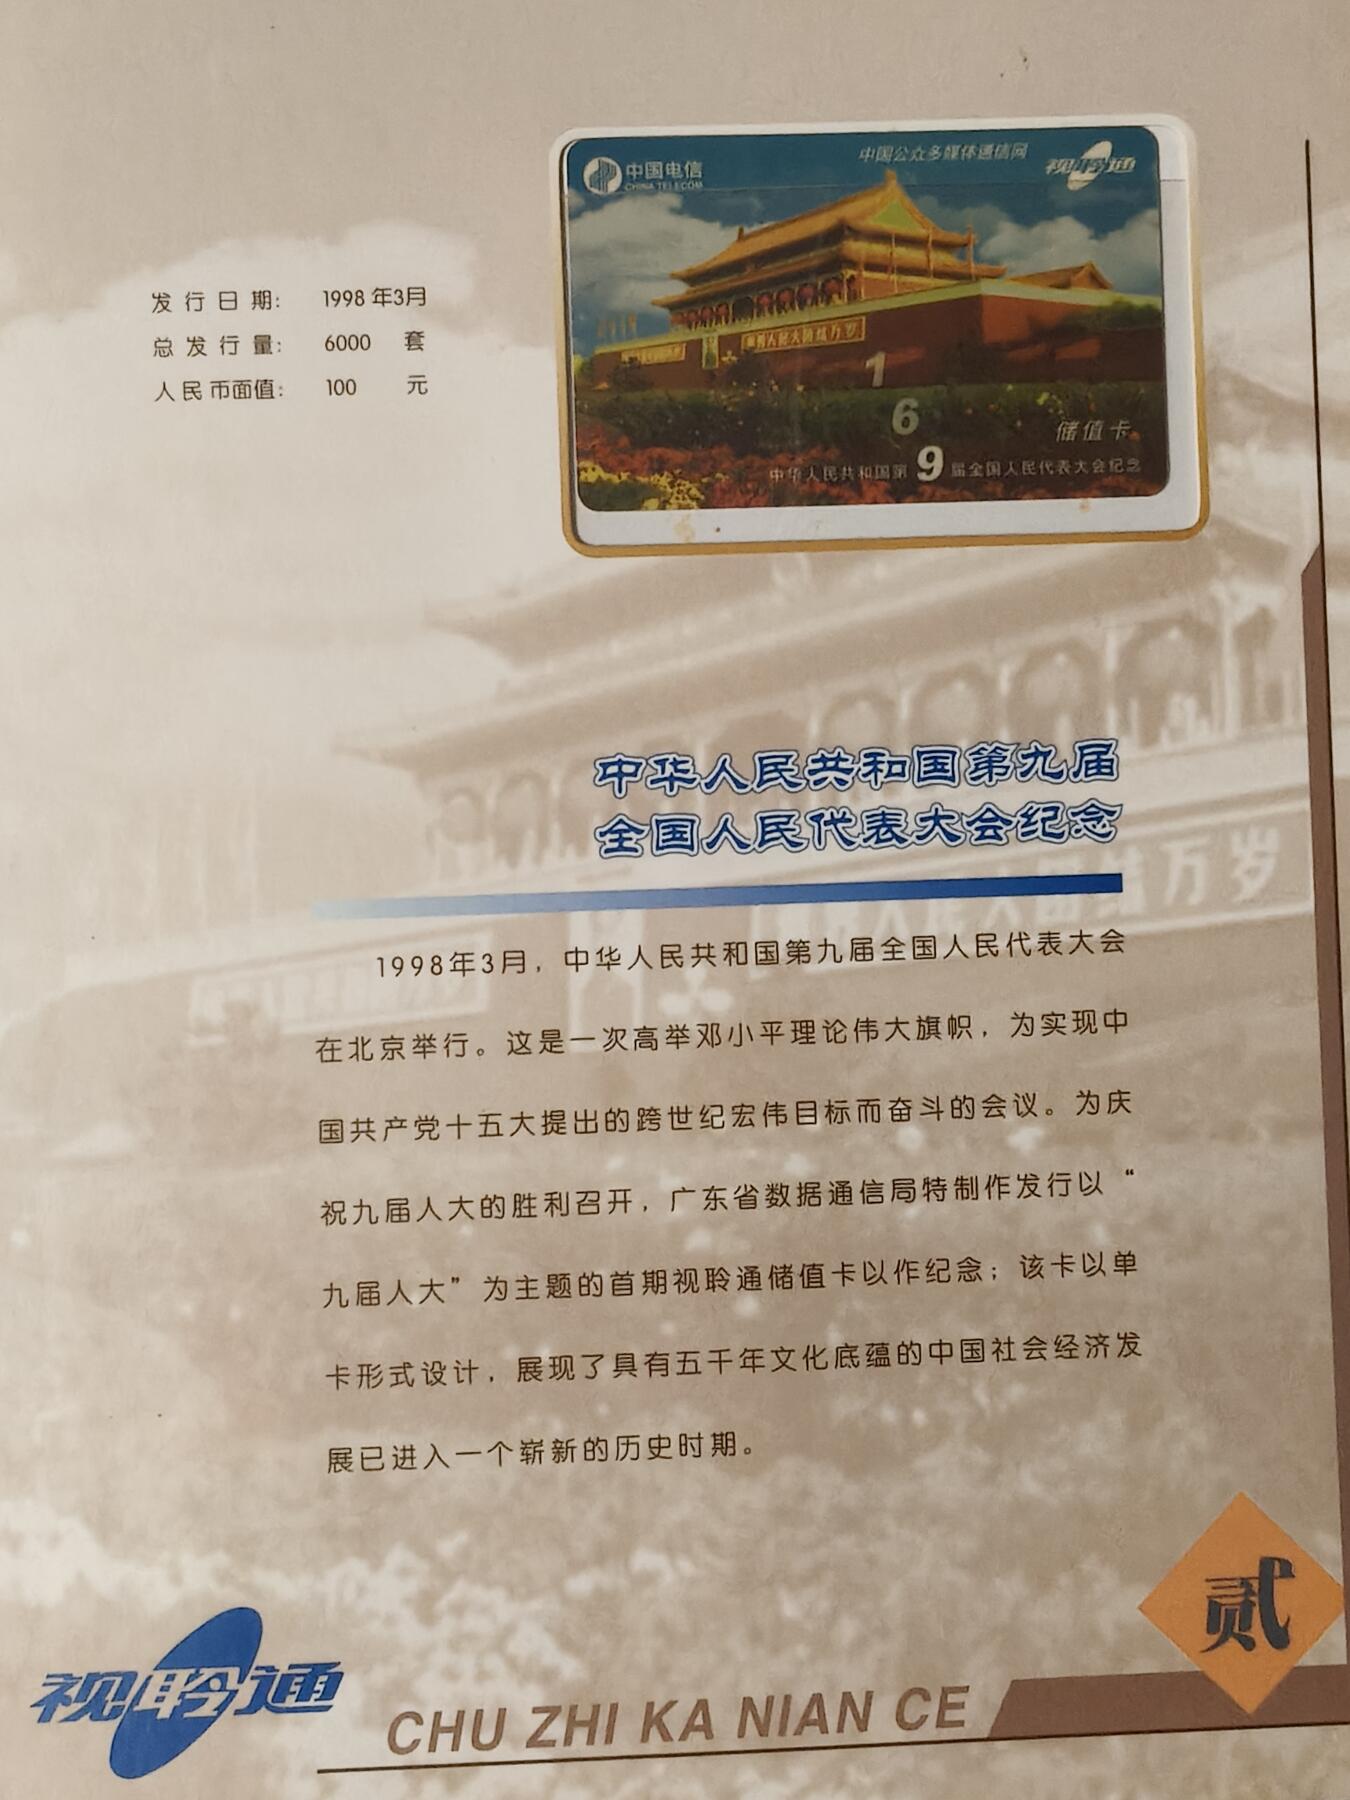 中国电信
CHINA TELECOM
中国公众多媒体通信网
视聆通
万岁
1
6
储值卡
中华人民共和国第9届全国人民代表大会纪念
发行日期: 1998年3月
总发行量: 6000 套
人民币面值: 100 元
中华人民共和国第九届
全国人民代表大会纪念
万岁
1998年3月，中华人民共和国第九届全国人民代表大会
在北京举行。这是一次高举邓小平理论伟大旗帜，为实现中
国共产党十五大提出的跨世纪宏伟目标而奋斗的会议。为庆
祝九届人大的胜利召开，广东省数据通信局特制作发行以“
九届人大”为主题的首期视聆通储值卡以作纪念；该卡以单
卡形式设计，展现了具有五千年文化底蕴的中国社会经济发
展已进入一个崭新的历史时期。
贰
视聆通
CHU ZHI KA NIAN CE